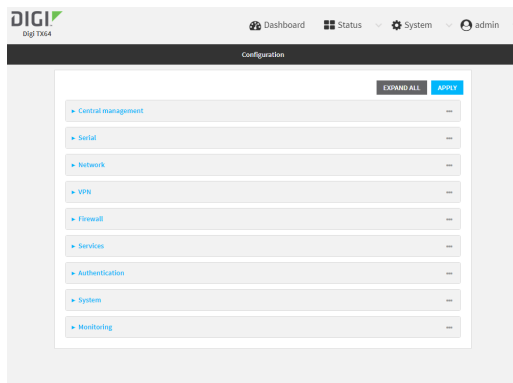 DIGI.
Digi TX64
Dashboard
Status
System
admin
Configuration
EXPAND ALL
APPLY
Central management
Serial
Network
VPN
Firewall
Services
Authentication
System
Monitoring